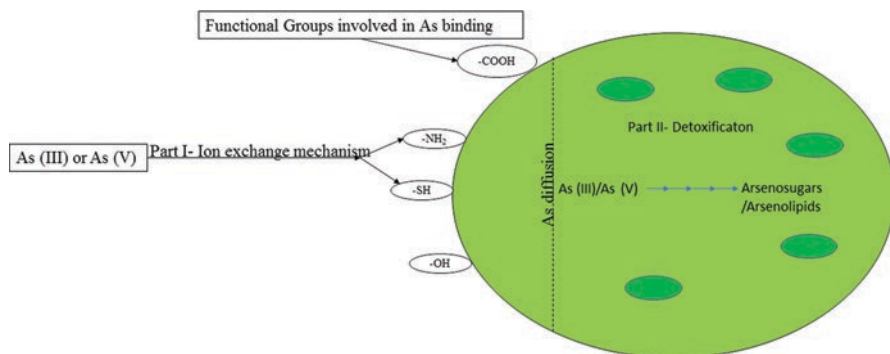 Functional Groups involved in As binding
-COOH
-NH₂
Part II- Detoxificaton
As (III) or As (V)
Part I- Ion exchange mechanism
-SH
As diffusion
As (III)/As (V)
Arsenosugars
/Arsenolipids
-OH